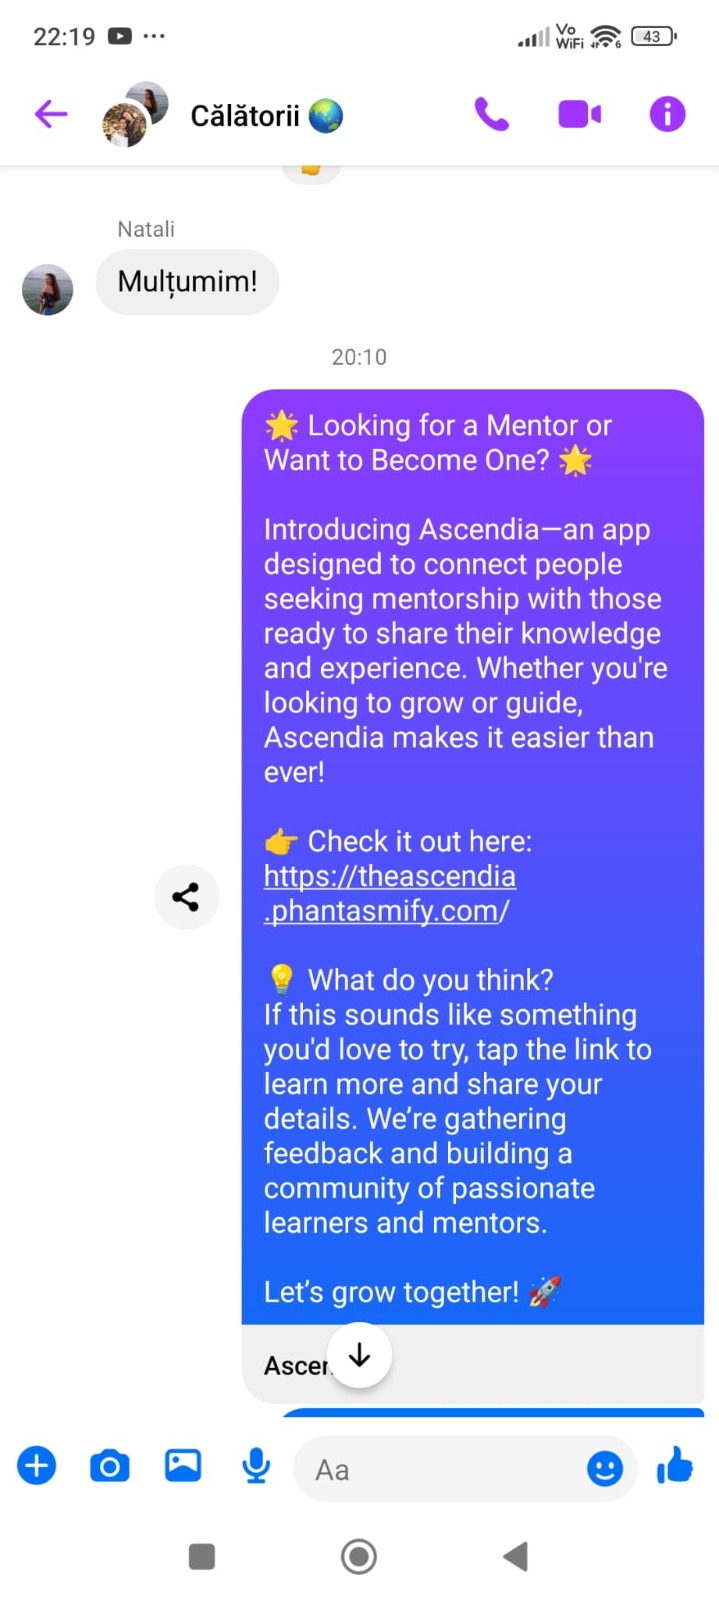 22:19
Vo
WiFi
6
43
Călătorii
Natali
Mulțumim!
20:10
🌟 Looking for a Mentor or
Want to Become One? 🌟
Introducing Ascendia—an app
designed to connect people
seeking mentorship with those
ready to share their knowledge
and experience. Whether you're
looking to grow or guide,
Ascendia makes it easier than
ever!
👉 Check it out here:
https://theascendia
.phantasmify.com/
💡 What do you think?
If this sounds like something
you'd love to try, tap the link to
learn more and share your
details. We’re gathering
feedback and building a
community of passionate
learners and mentors.
Let’s grow together! 🚀
Aa